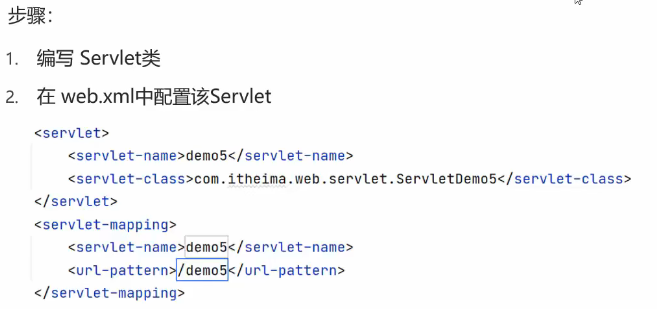 步骤：
1. 编写 Servlet类
2. 在 web.xml中配置该Servlet
<servlet>
    <servlet-name>demo5</servlet-name>
    <servlet-class>com.itheima.web.servlet.ServletDemo5</servlet-class>
</servlet>
<servlet-mapping>
    <servlet-name>demo5</servlet-name>
    <url-pattern>/demo5</url-pattern>
</servlet-mapping>